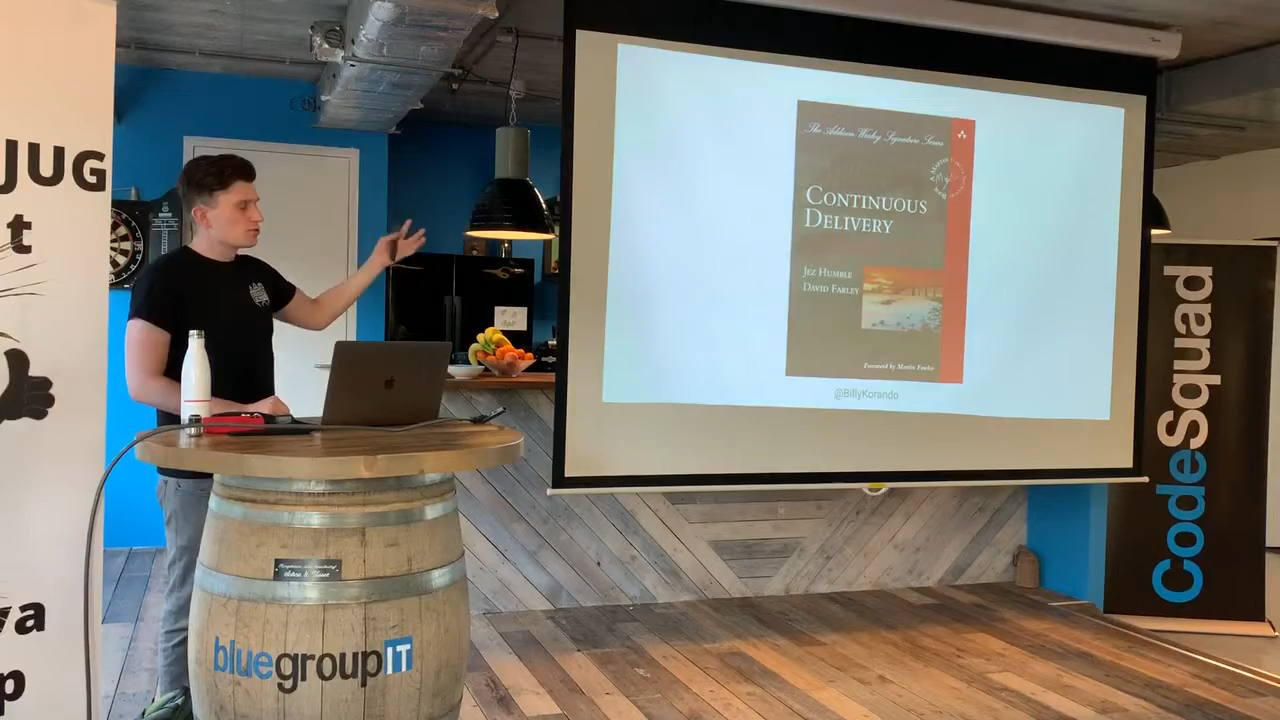 JUG
t
va
p
The Addison Wesley Signature Series
CONTINUOUS
DELIVERY
JEZ HUMBLE
DAVID FARLEY
Foreword by Martin Fowler
@BillyKorando
CodeSquad
bluegroupIT